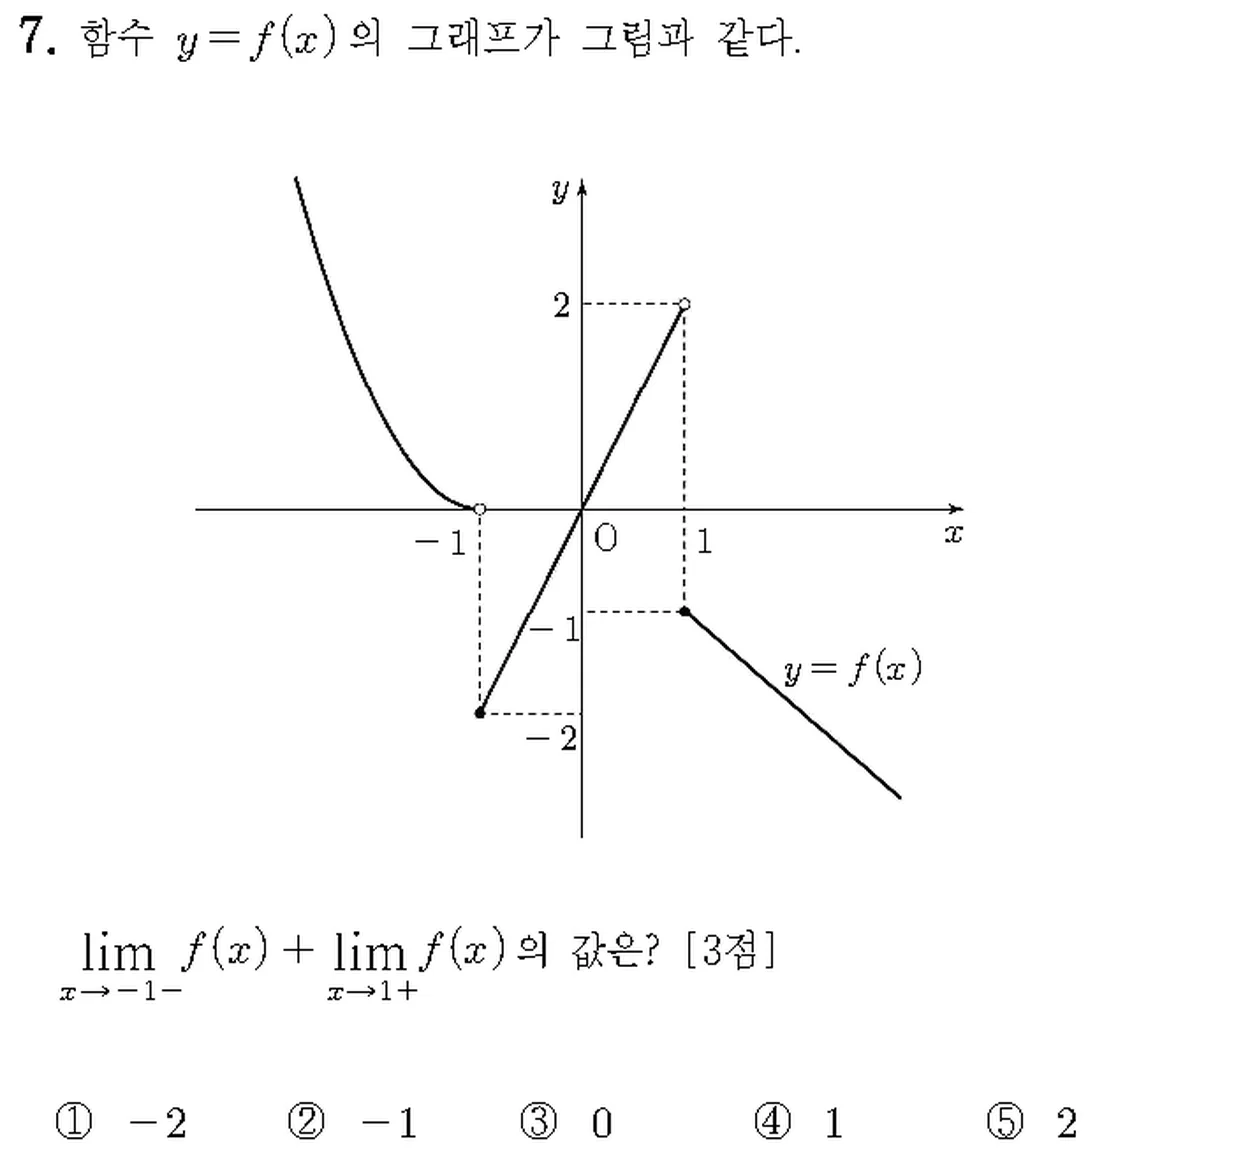 7. 함수 y=f(x)의 그래프가 그림과 같다.
y
2
-1
O
1
x
-1
y=f(x)
-2
lim f(x) + lim f(x)의 값은? [3점]
x→-1- x→1+
① -2 ② -1 ③ 0 ④ 1 ⑤ 2